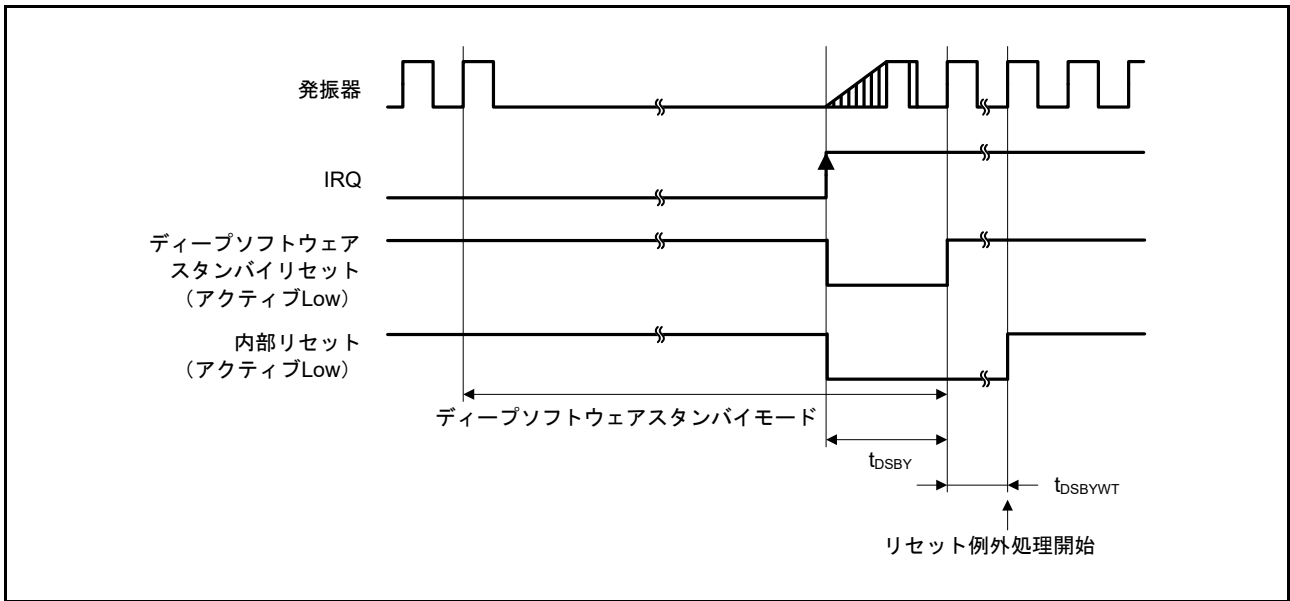 発振器
IRQ
ディープソフトウェア
スタンバイリセット
（アクティブLow）
内部リセット
（アクティブLow）
ディープソフトウェアスタンバイモード
tDSBY
tDSBYWT
リセット例外処理開始